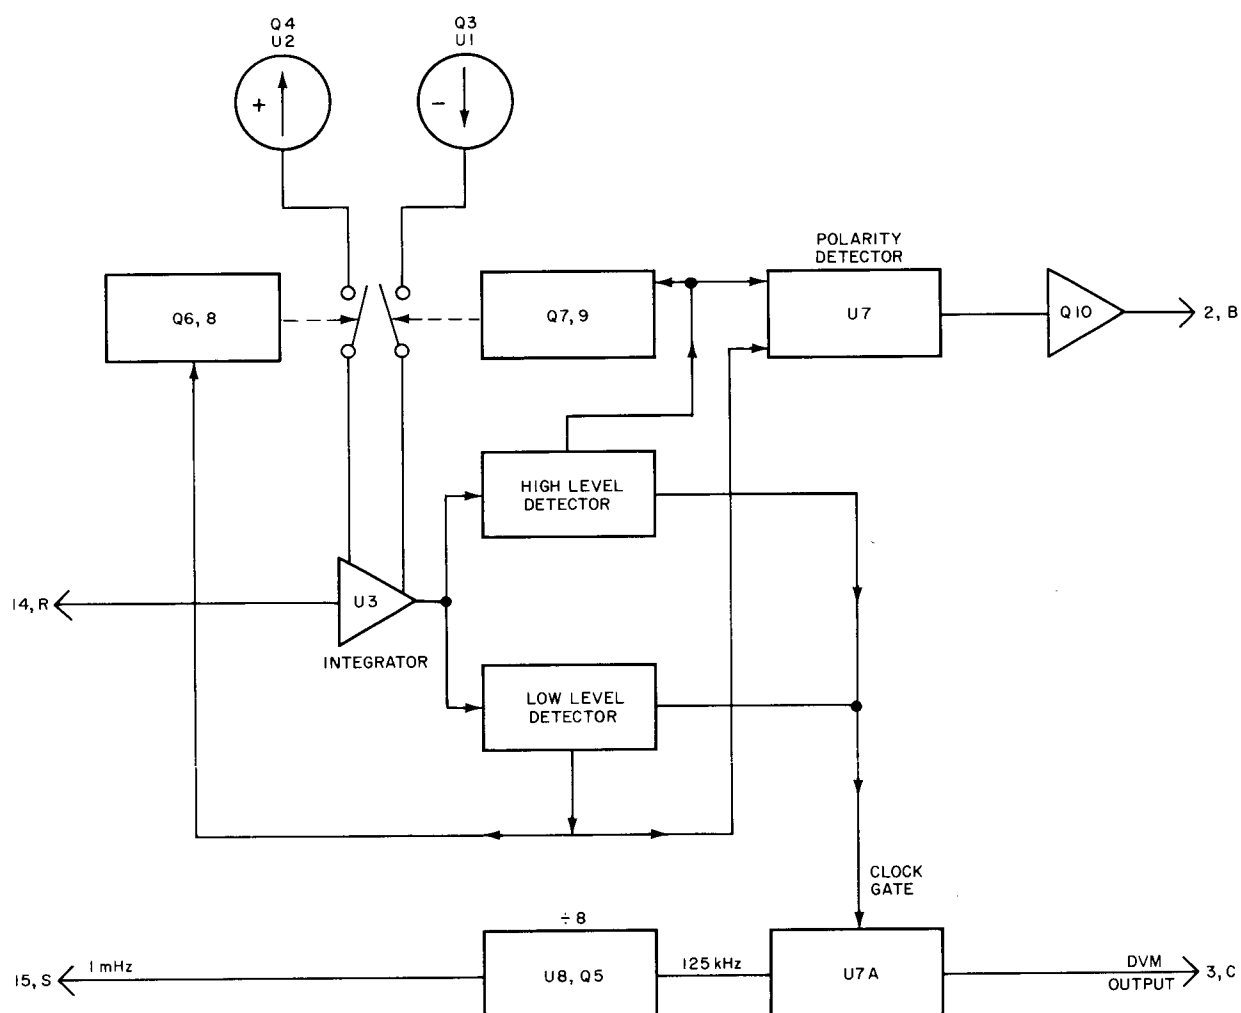 Q4
U2
Q3
U1
+
-
POLARITY
DETECTOR
Q6, 8
Q7, 9
U7
Q10
2, B
HIGH LEVEL
DETECTOR
14, R
U3
INTEGRATOR
LOW LEVEL
DETECTOR
CLOCK
GATE
÷ 8
15, S
1 mHz
U8, Q5
125 kHz
U7A
DVM
OUTPUT
3, C